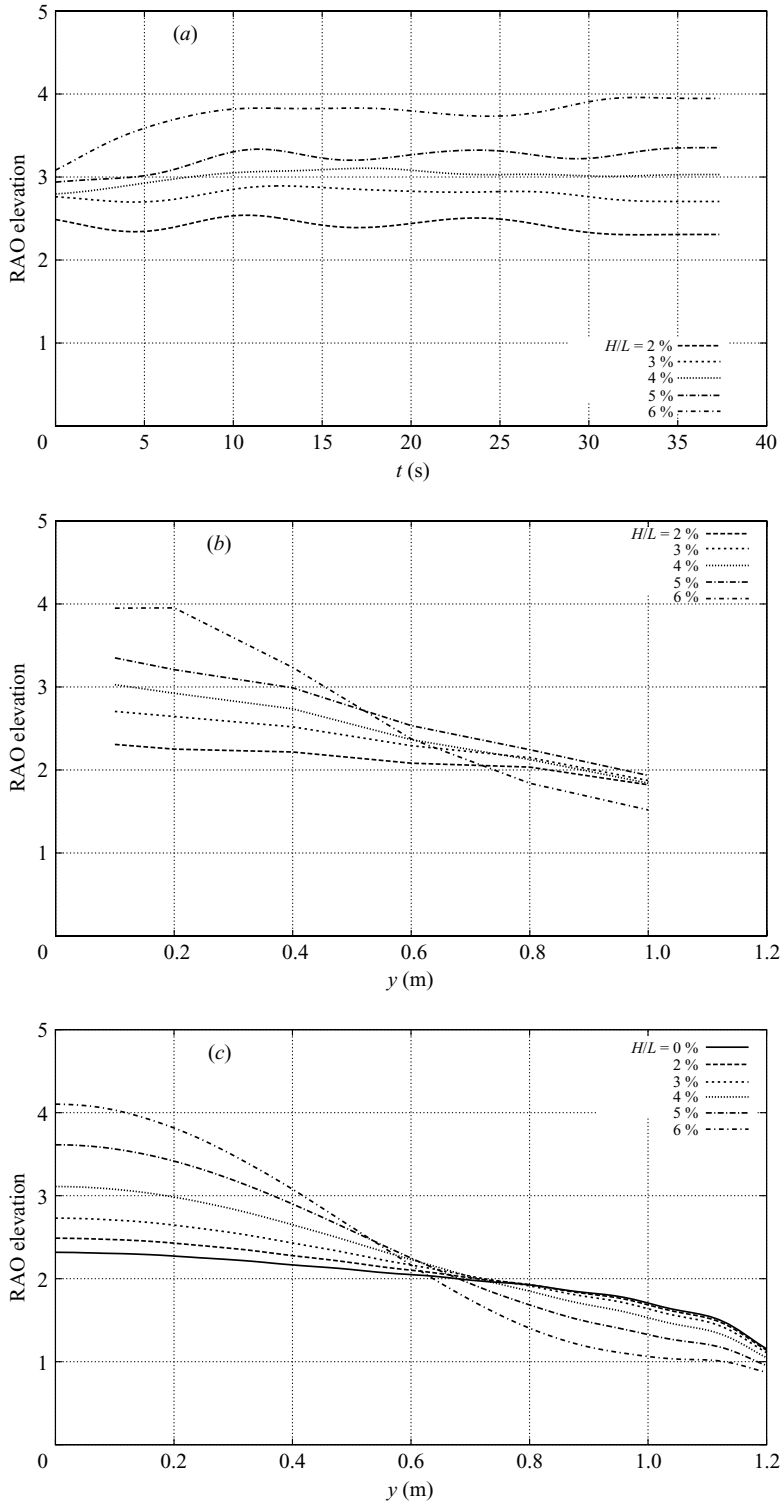 5
(a)
4
3
RAO elevation
2
1
H/L = 2 %
3 %
4 %
5 %
6 %
0 5 10 15 20 25 30 35 40
t (s)
5
(b)
H/L = 2 %
3 %
4 %
5 %
6 %
4
3
RAO elevation
2
1
0 0.2 0.4 0.6 0.8 1.0 1.2
y (m)
5
(c)
H/L = 0 %
2 %
3 %
4 %
5 %
6 %
4
3
RAO elevation
2
1
0 0.2 0.4 0.6 0.8 1.0 1.2
y (m)